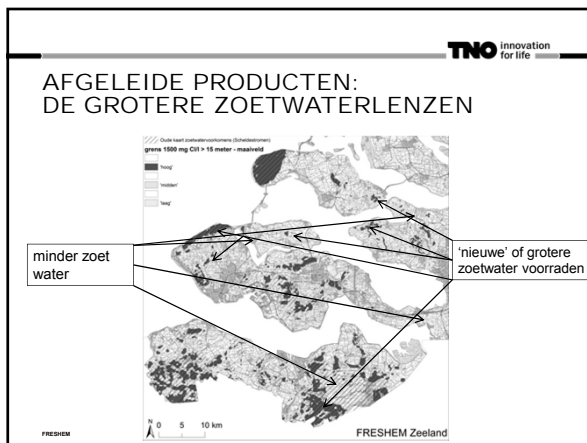 TNO innovation
for life
AFGELEIDE PRODUCTEN:
DE GROTERE ZOETWATERLENZEN
Oude kaart zoetwatervoorkomens (Scheldestromen)
grens 1500 mg Cl/l > 15 meter - maaiveld
'hoog'
'midden'
'laag'
minder zoet
water
'nieuwe' of grotere
zoetwater voorraden
N
0 5 10 km
FRESHEM Zeeland
FRESHEM